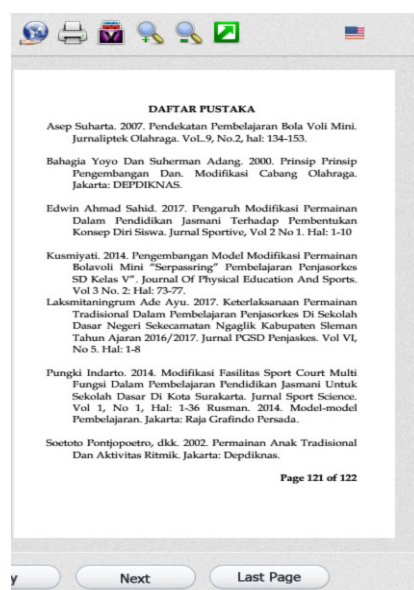 DAFTAR PUSTAKA
Asep Suharta. 2007. Pendekatan Pembelajaran Bola Voli Mini.
Jurnaliptek Olahraga. VoL.9, No.2, hal: 134-153.
Bahagia Yoyo Dan Suherman Adang. 2000. Prinsip Prinsip
Pengembangan Dan. Modifikasi Cabang Olahraga.
Jakarta: DEPDIKNAS.
Edwin Ahmad Sahid. 2017. Pengaruh Modifikasi Permainan
Dalam Pendidikan Jasmani Terhadap Pembentukan
Konsep Diri Siswa. Jurnal Sportive, Vol 2 No 1. Hal: 1-10
Kusmiyati. 2014. Pengembangan Model Modifikasi Permainan
Bolavoli Mini “Serpassring” Pembelajaran Penjasorkes
SD Kelas V”. Journal Of Physical Education And Sports.
Vol 3 No. 2: Hal: 73-77.
Laksmitaningrum Ade Ayu. 2017. Keterlaksanaan Permainan
Tradisional Dalam Pembelajaran Penjasorkes Di Sekolah
Dasar Negeri Sekecamatan Ngaglik Kabupaten Sleman
Tahun Ajaran 2016/2017. Jurnal PGSD Penjaskes. Vol VI,
No 5. Hal: 1-8
Pungki Indarto. 2014. Modifikasi Fasilitas Sport Court Multi
Fungsi Dalam Pembelajaran Pendidikan Jasmani Untuk
Sekolah Dasar Di Kota Surakarta. Jurnal Sport Science.
Vol 1, No 1, Hal: 1-36 Rusman. 2014. Model-model
Pembelajaran. Jakarta: Raja Grafindo Persada.
Soetoto Pontjopoetro, dkk. 2002. Permainan Anak Tradisional
Dan Aktivitas Ritmik. Jakarta: Depdiknas.
Page 121 of 122
y Next Last Page